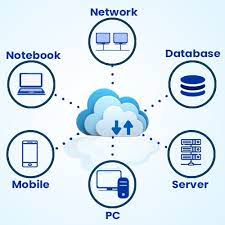 Network
Notebook
Database
Mobile
Server
PC